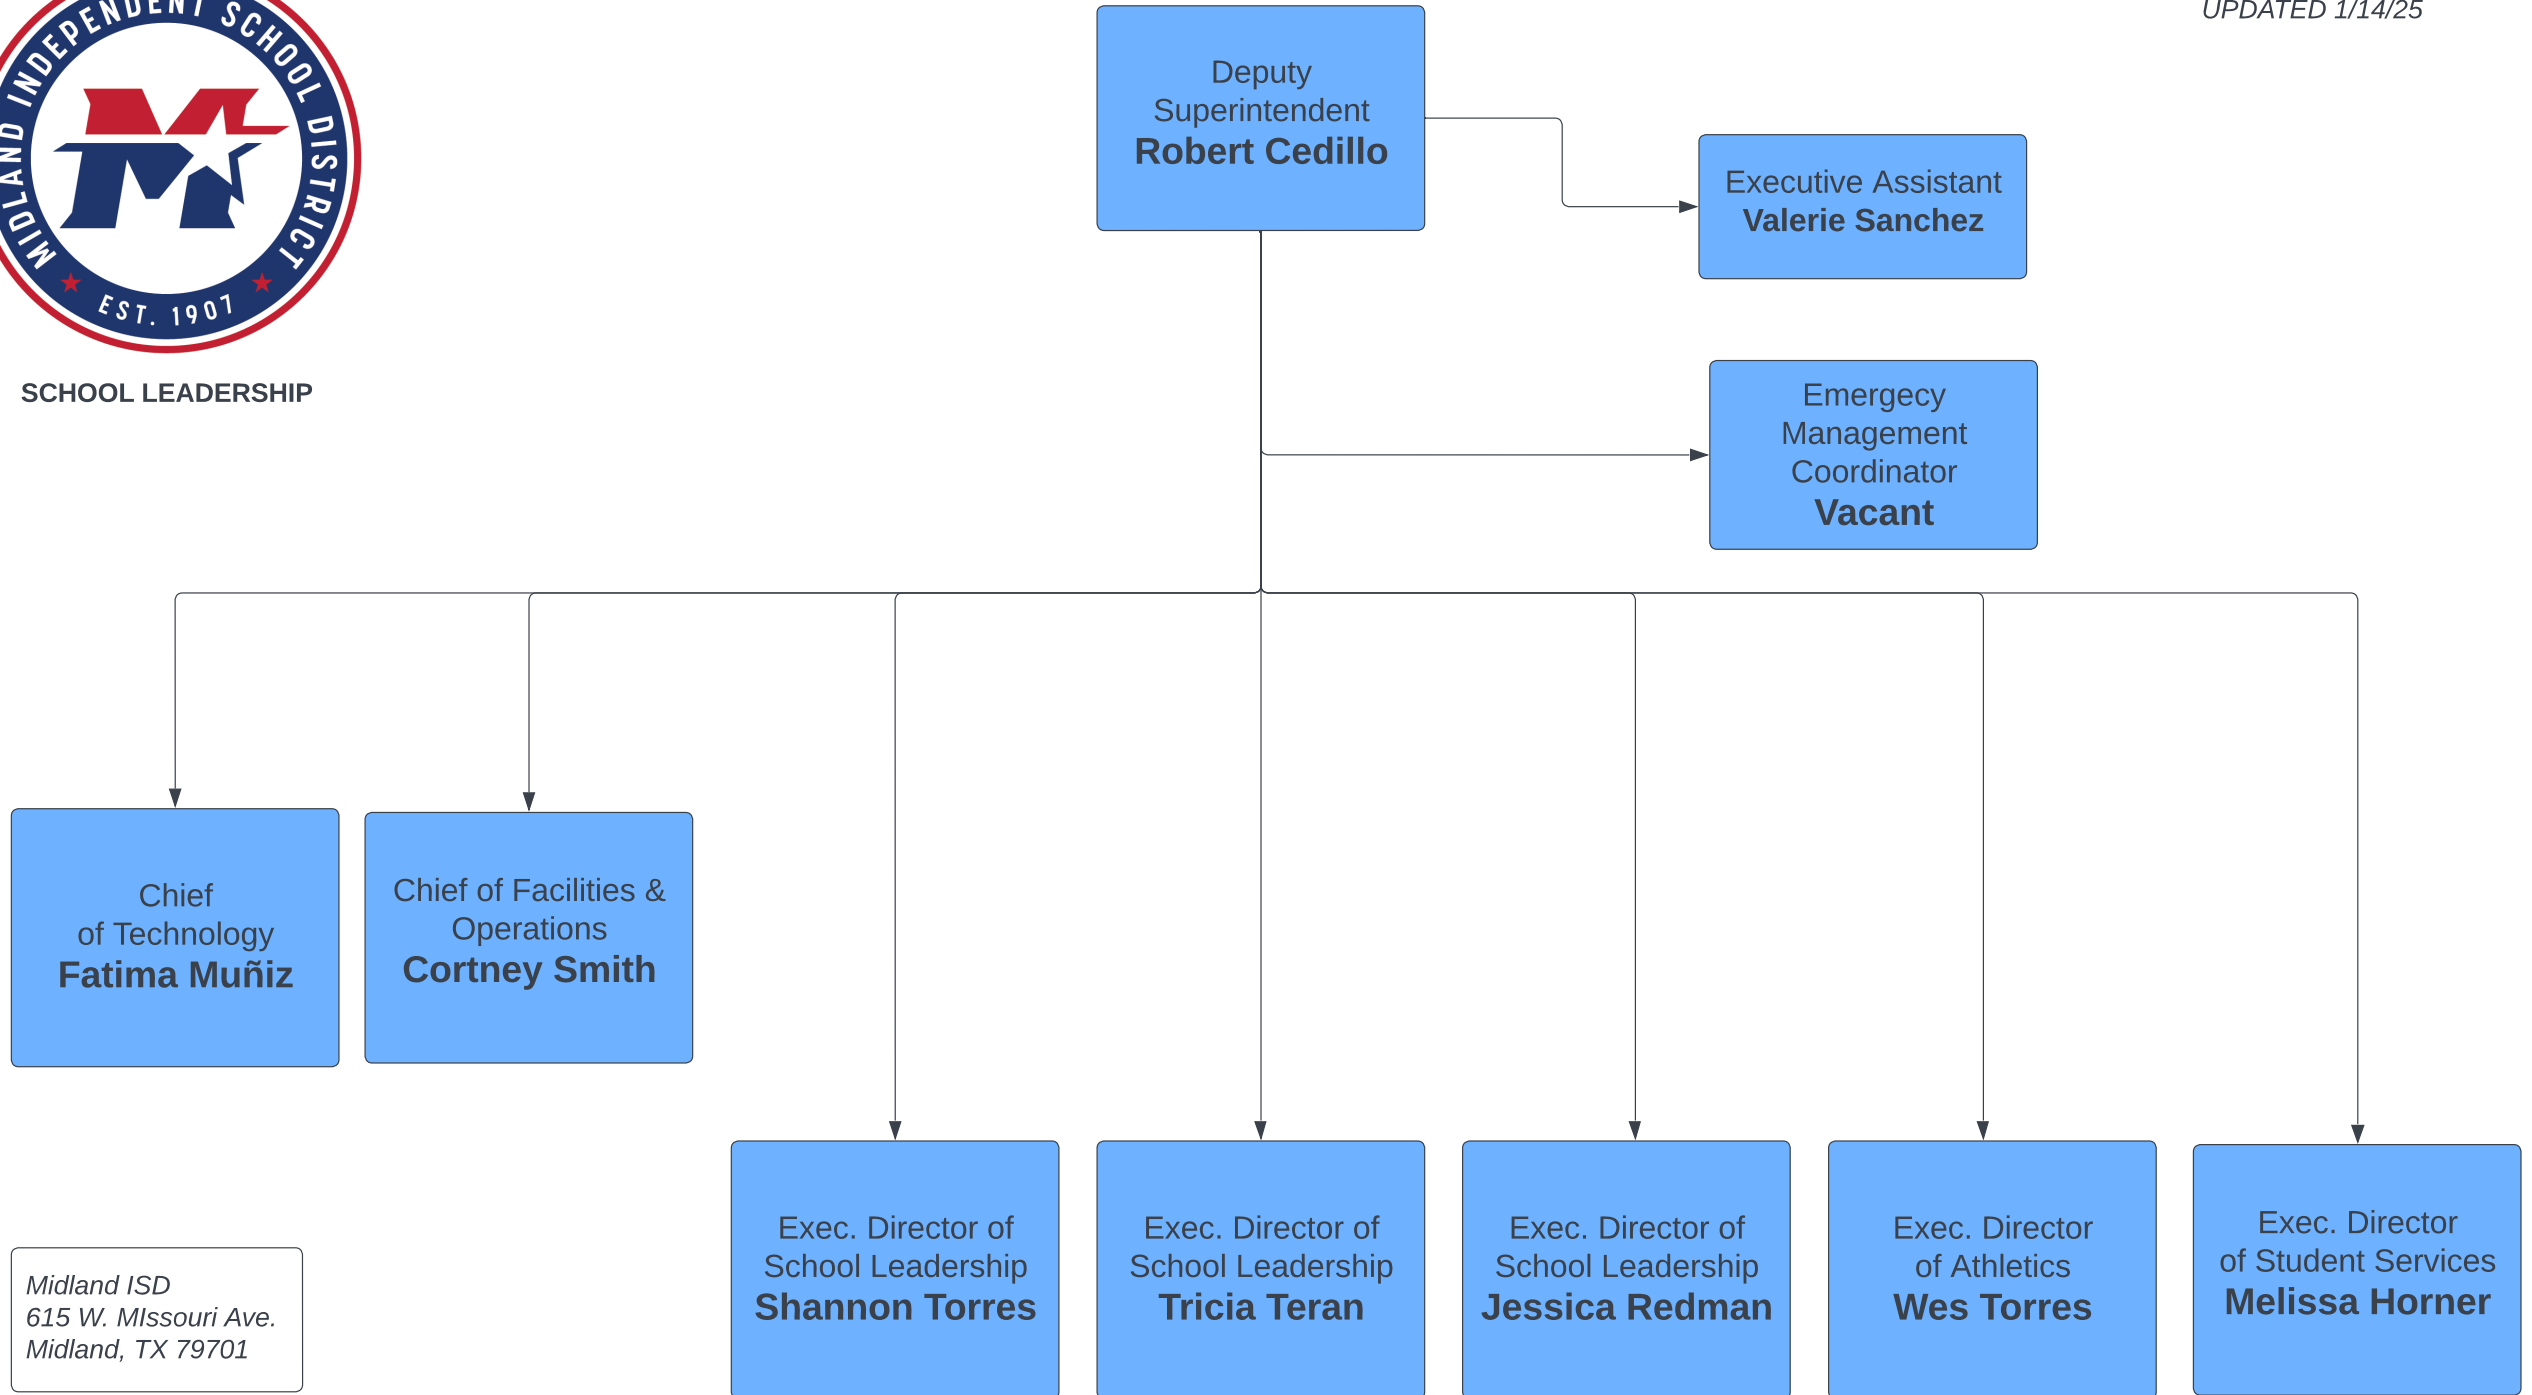 MIDLAND INDEPENDENT SCHOOL DISTRICT
EST. 1907
SCHOOL LEADERSHIP
UPDATED 1/14/25
Deputy
Superintendent
Robert Cedillo
Executive Assistant
Valerie Sanchez
Emergecy
Management
Coordinator
Vacant
Chief
of Technology
Fatima Muñiz
Chief of Facilities &
Operations
Cortney Smith
Exec. Director of
School Leadership
Shannon Torres
Exec. Director of
School Leadership
Tricia Teran
Exec. Director of
School Leadership
Jessica Redman
Exec. Director
of Athletics
Wes Torres
Exec. Director
of Student Services
Melissa Horner
Midland ISD
615 W. MIssouri Ave.
Midland, TX 79701